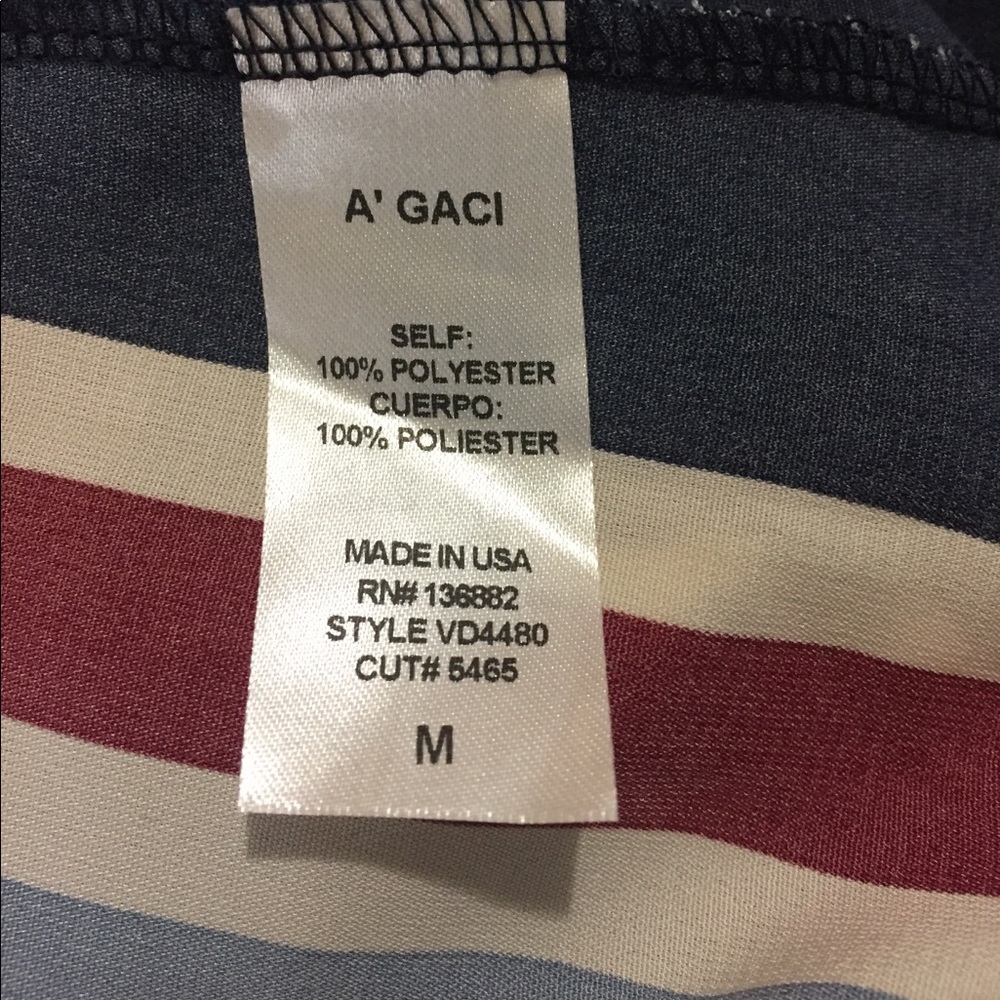 A' GACI
SELF:
100% POLYESTER
CUERPO:
100% POLIESTER
MADE IN USA
RN# 136882
STYLE VD4480
CUT# 5465
M